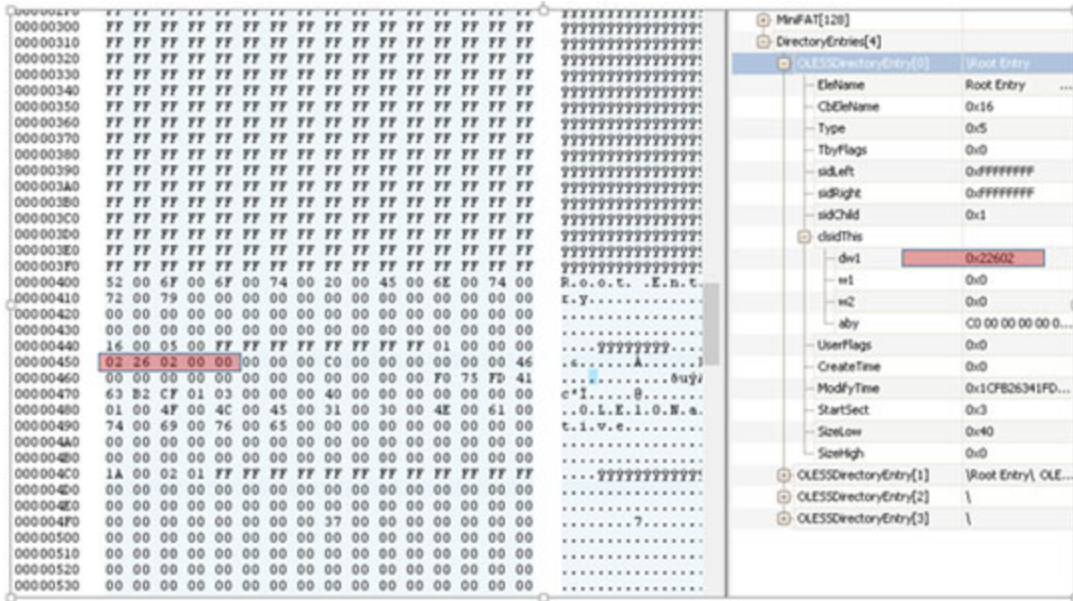 00000300 FF FF FF FF FF FF FF FF FF FF FF FF FF FF FF FF ÿÿÿÿÿÿÿÿÿÿÿÿÿÿÿÿ
00000310 FF FF FF FF FF FF FF FF FF FF FF FF FF FF FF FF ÿÿÿÿÿÿÿÿÿÿÿÿÿÿÿÿ
00000320 FF FF FF FF FF FF FF FF FF FF FF FF FF FF FF FF ÿÿÿÿÿÿÿÿÿÿÿÿÿÿÿÿ
00000330 FF FF FF FF FF FF FF FF FF FF FF FF FF FF FF FF ÿÿÿÿÿÿÿÿÿÿÿÿÿÿÿÿ
00000340 FF FF FF FF FF FF FF FF FF FF FF FF FF FF FF FF ÿÿÿÿÿÿÿÿÿÿÿÿÿÿÿÿ
00000350 FF FF FF FF FF FF FF FF FF FF FF FF FF FF FF FF ÿÿÿÿÿÿÿÿÿÿÿÿÿÿÿÿ
00000360 FF FF FF FF FF FF FF FF FF FF FF FF FF FF FF FF ÿÿÿÿÿÿÿÿÿÿÿÿÿÿÿÿ
00000370 FF FF FF FF FF FF FF FF FF FF FF FF FF FF FF FF ÿÿÿÿÿÿÿÿÿÿÿÿÿÿÿÿ
00000380 FF FF FF FF FF FF FF FF FF FF FF FF FF FF FF FF ÿÿÿÿÿÿÿÿÿÿÿÿÿÿÿÿ
00000390 FF FF FF FF FF FF FF FF FF FF FF FF FF FF FF FF ÿÿÿÿÿÿÿÿÿÿÿÿÿÿÿÿ
000003A0 FF FF FF FF FF FF FF FF FF FF FF FF FF FF FF FF ÿÿÿÿÿÿÿÿÿÿÿÿÿÿÿÿ
000003B0 FF FF FF FF FF FF FF FF FF FF FF FF FF FF FF FF ÿÿÿÿÿÿÿÿÿÿÿÿÿÿÿÿ
000003C0 FF FF FF FF FF FF FF FF FF FF FF FF FF FF FF FF ÿÿÿÿÿÿÿÿÿÿÿÿÿÿÿÿ
000003D0 FF FF FF FF FF FF FF FF FF FF FF FF FF FF FF FF ÿÿÿÿÿÿÿÿÿÿÿÿÿÿÿÿ
000003E0 FF FF FF FF FF FF FF FF FF FF FF FF FF FF FF FF ÿÿÿÿÿÿÿÿÿÿÿÿÿÿÿÿ
000003F0 FF FF FF FF FF FF FF FF FF FF FF FF FF FF FF FF ÿÿÿÿÿÿÿÿÿÿÿÿÿÿÿÿ
00000400 52 00 6F 00 6F 00 74 00 20 00 45 00 6E 00 74 00 R.o.o.t. .E.n.t.
00000410 72 00 79 00 00 00 00 00 00 00 00 00 00 00 00 00 r.y.............
00000420 00 00 00 00 00 00 00 00 00 00 00 00 00 00 00 00 ................
00000430 00 00 00 00 00 00 00 00 00 00 00 00 00 00 00 00 ................
00000440 16 00 05 00 FF FF FF FF FF FF FF FF 01 00 00 00 ....ÿÿÿÿÿÿÿÿ....
00000450 02 26 02 00 00 00 00 00 C0 00 00 00 00 00 00 46
00000460 00 00 00 00 00 00 00 00 00 00 00 00 F0 75 FD 41
00000470 63 B2 CF 01 03 00 00 00 40 00 00 00 00 00 00 00
00000480 01 00 4F 00 4C 00 45 00 31 00 30 00 4E 00 61 00 ..O.L.E.1.0.N.a.
00000490 74 00 69 00 76 00 65 00 00 00 00 00 00 00 00 00 t.i.v.e.........
000004A0 00 00 00 00 00 00 00 00 00 00 00 00 00 00 00 00 ................
000004B0 00 00 00 00 00 00 00 00 00 00 00 00 00 00 00 00 ................
000004C0 1A 00 02 01 FF FF FF FF FF FF FF FF FF FF FF FF ....ÿÿÿÿÿÿÿÿÿÿÿÿ
000004D0 00 00 00 00 00 00 00 00 00 00 00 00 00 00 00 00 ................
000004E0 00 00 00 00 00 00 00 00 00 00 00 00 00 00 00 00 ................
000004F0 00 00 00 00 00 00 00 00 37 00 00 00 00 00 00 00 ........7.......
00000500 00 00 00 00 00 00 00 00 00 00 00 00 00 00 00 00 ................
00000510 00 00 00 00 00 00 00 00 00 00 00 00 00 00 00 00 ................
00000520 00 00 00 00 00 00 00 00 00 00 00 00 00 00 00 00 ................
00000530 00 00 00 00 00 00 00 00 00 00 00 00 00 00 00 00 ................
MiniFAT[128]
DirectoryEntries[4]
OLESSDirectoryEntry[0] \Root Entry
EleName Root Entry ...
CbEleName 0x16
Type 0x5
TbyFlags 0x0
sidLeft 0xFFFFFFFF
sidRight 0xFFFFFFFF
sidChild 0x1
clsidThis
dw1 0x22602
w1 0x0
w2 0x0
aby C0 00 00 00 00 0...
UserFlags 0x0
CreateTime 0x0
ModifyTime 0x1CFB26341FD...
StartSect 0x3
SizeLow 0x40
SizeHigh 0x0
OLESSDirectoryEntry[1] \Root Entry\ OLE...
OLESSDirectoryEntry[2] \
OLESSDirectoryEntry[3] \